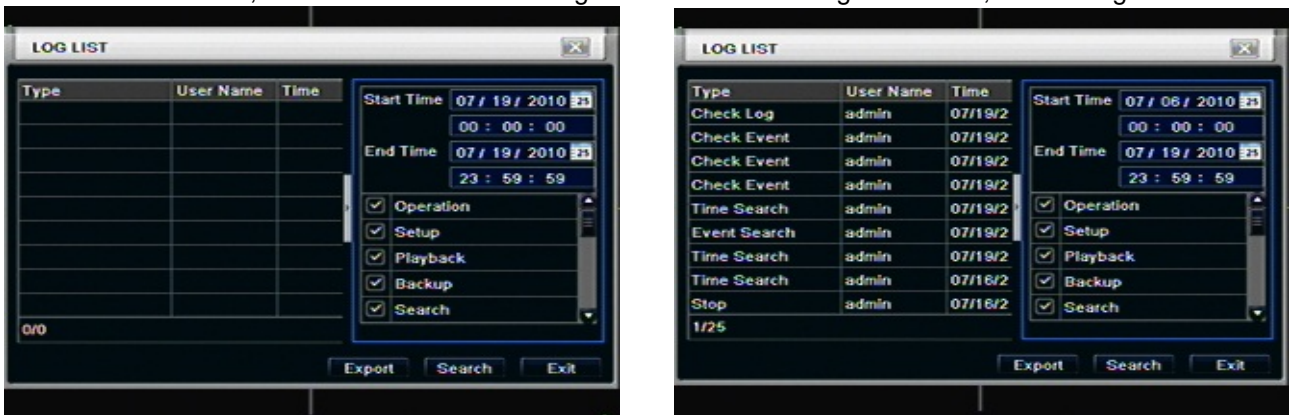 LOG LIST
Type User Name Time
0/0
Start Time 07 / 19 / 2010 25
00 : 00 : 00
End Time 07 / 19 / 2010 25
23 : 59 : 59
Operation
Setup
Playback
Backup
Search
Export Search Exit
LOG LIST
Type User Name Time
Check Log admin 07/19/2
Check Event admin 07/19/2
Check Event admin 07/19/2
Check Event admin 07/19/2
Time Search admin 07/19/2
Event Search admin 07/19/2
Time Search admin 07/19/2
Time Search admin 07/16/2
Stop admin 07/16/2
1/25
Start Time 07 / 06 / 2010 25
00 : 00 : 00
End Time 07 / 19 / 2010 25
23 : 59 : 59
Operation
Setup
Playback
Backup
Search
Export Search Exit